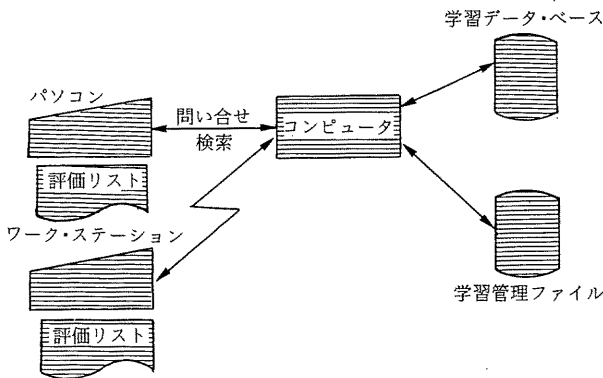 学習データ・ベース
パソコン
問い合せ
検索
コンピュータ
評価リスト
ワーク・ステーション
学習管理ファイル
評価リスト